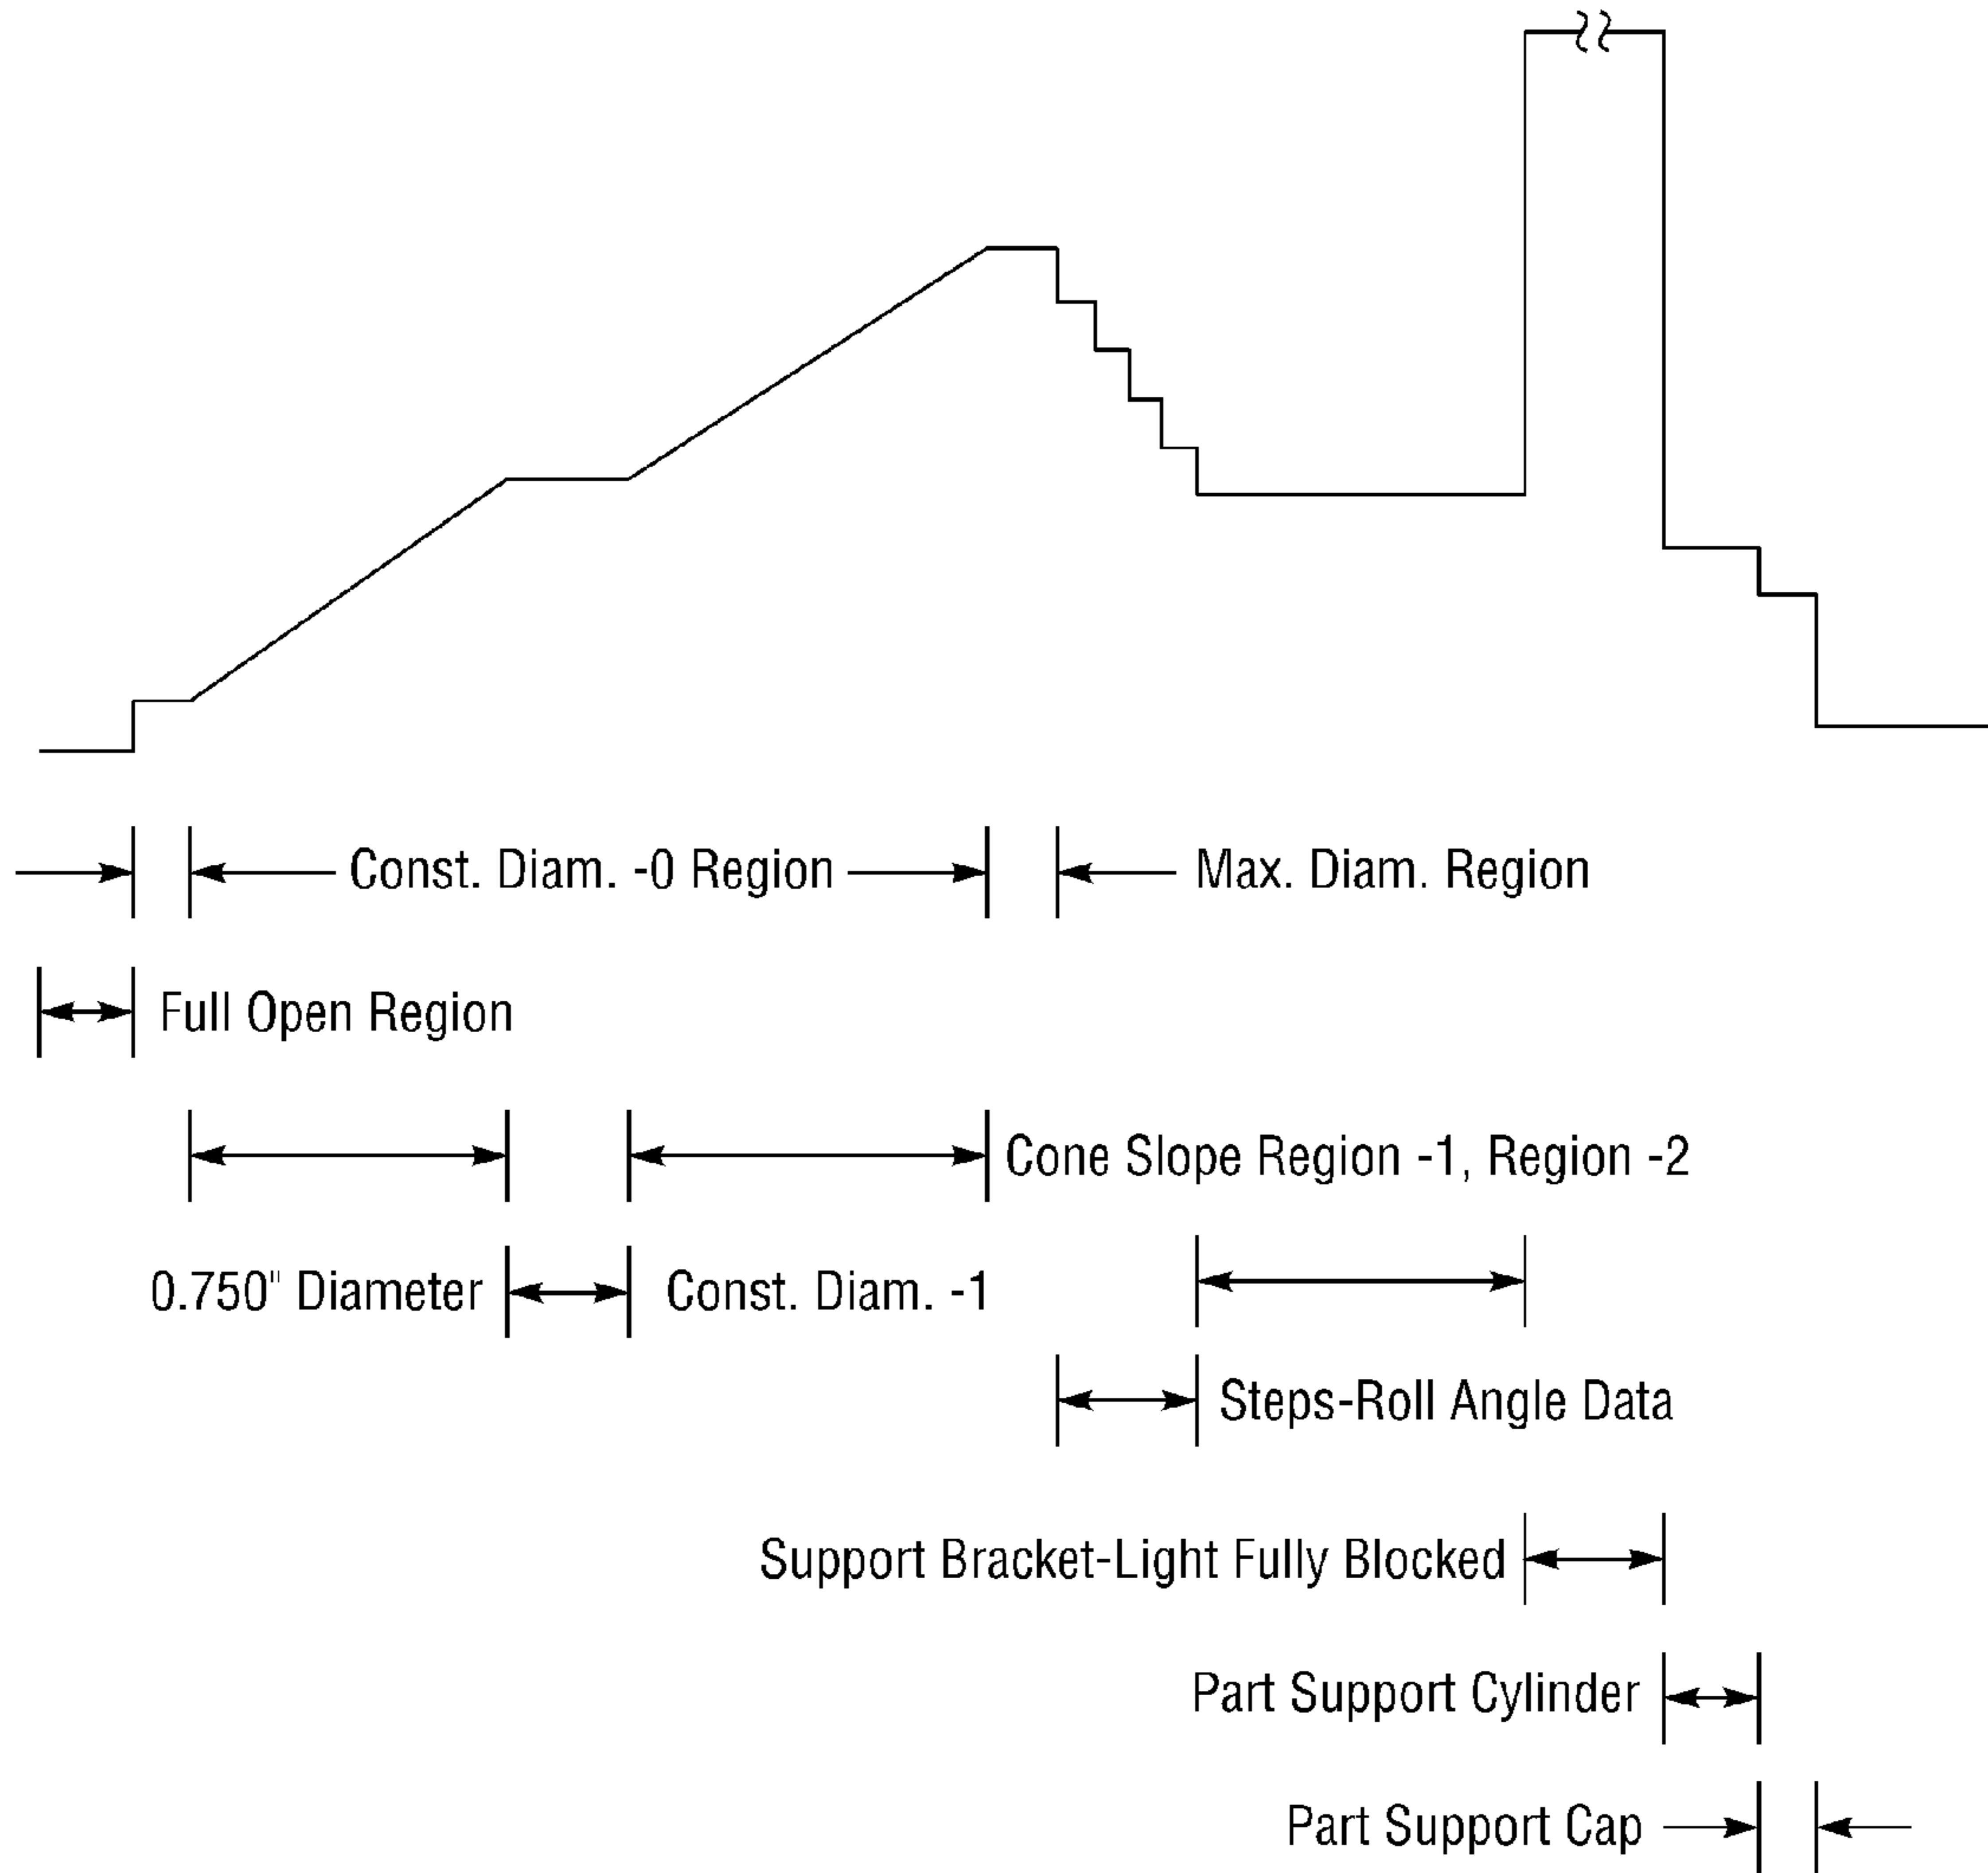 Const. Diam. -0 Region
Max. Diam. Region
Full Open Region
Cone Slope Region -1, Region -2
0.750" Diameter
Const. Diam. -1
Steps-Roll Angle Data
Support Bracket-Light Fully Blocked
Part Support Cylinder
Part Support Cap